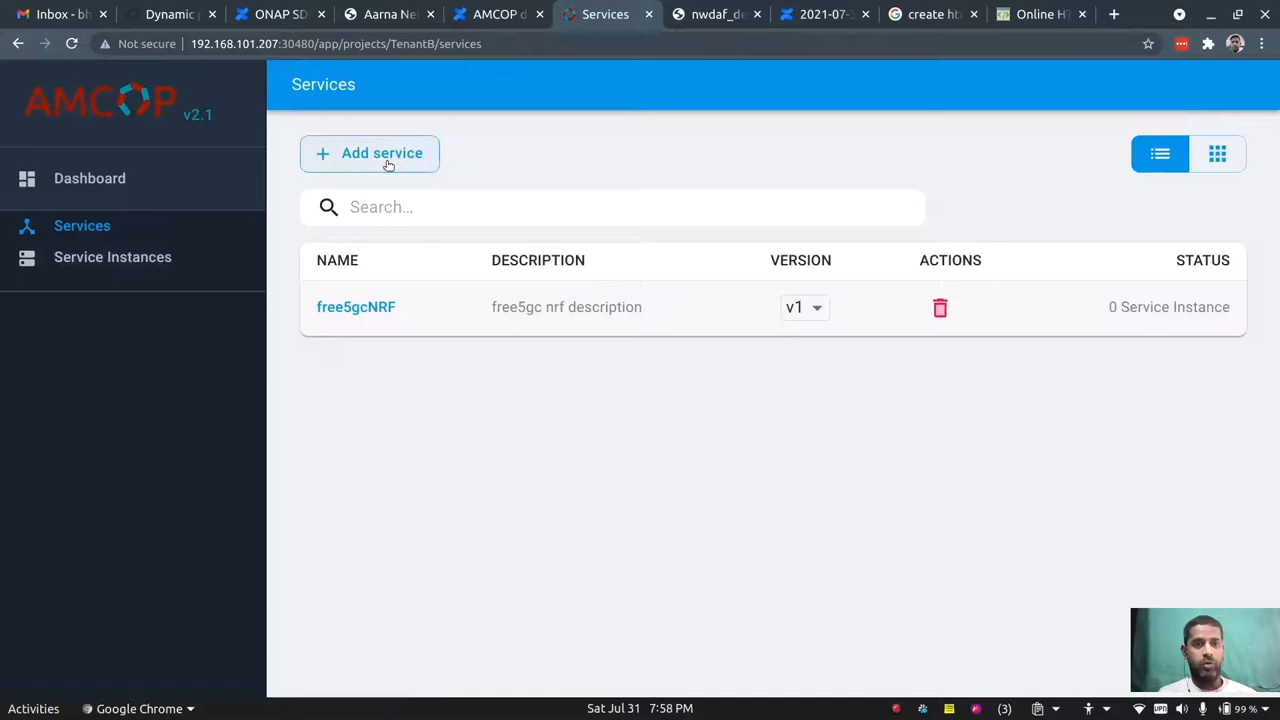 Inbox - bh
Dynamic
ONAP SD
Aarna Ne
AMCOP d
Services
nwdaf_de
2021-07-
create ht
Online H
Not secure
192.168.101.207:30480/app/projects/TenantB/services
AMCOP v2.1
Services
Add service
Dashboard
Search...
Services
Service Instances
NAME DESCRIPTION VERSION ACTIONS STATUS
free5gcNRF free5gc nrf description v1 0 Service Instance
Activities
Google Chrome
Sat Jul 31 7:58 PM
(3)
99 %